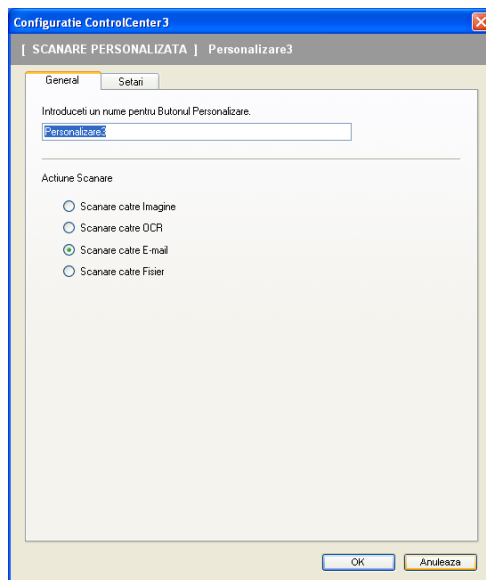 Configuratie ControlCenter3
[ SCANARE PERSONALIZATA ] Personalizare3
General Setari
Introduceti un nume pentru Butonul Personalizare.
Personalizare3
Actiune Scanare
Scanare catre Imagine
Scanare catre OCR
Scanare catre E-mail
Scanare catre Fisier
OK Anuleaza